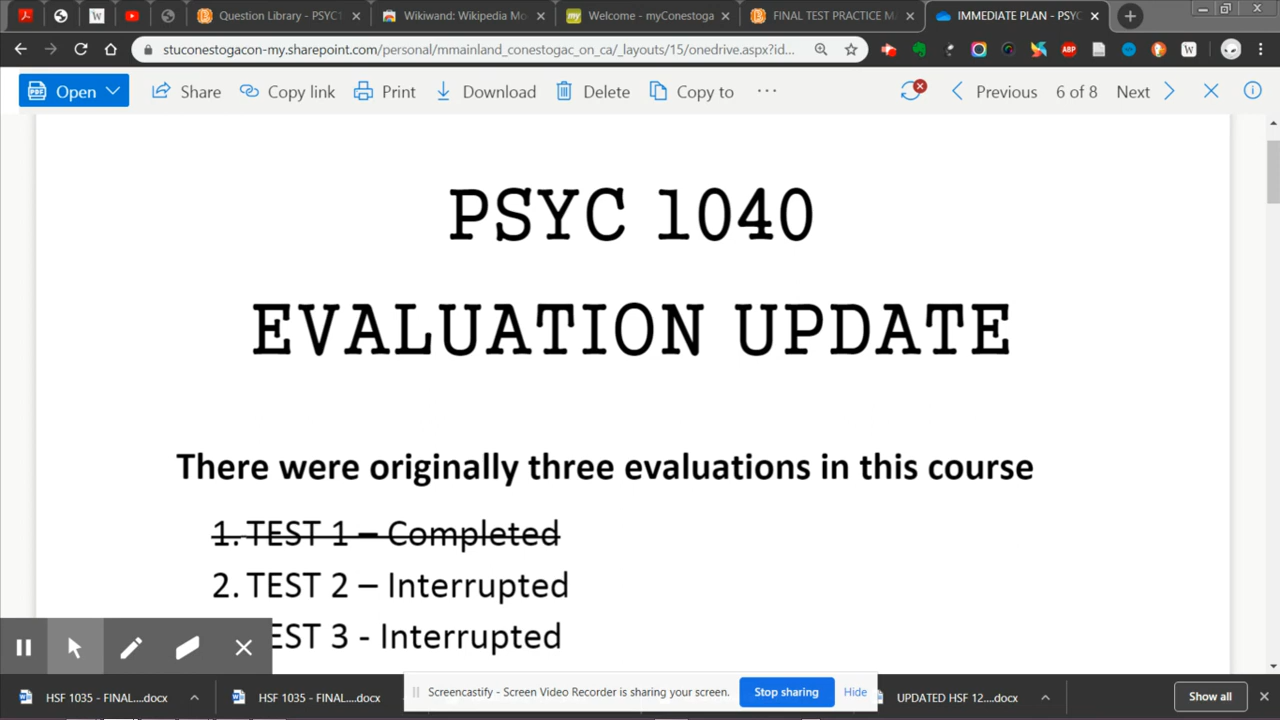 Question Library - PSYC1
Wikiwand: Wikipedia Mo
my Welcome - myConestoga
FINAL TEST PRACTICE M
IMMEDIATE PLAN - PSYC
stuconestogacon-my.sharepoint.com/personal/mmainland_conestogac_on_ca/_layouts/15/onedrive.aspx?id...
ABP
W
PDF Open
Share
Copy link
Print
Download
Delete
Copy to
...
Previous
6 of 8
Next
PSYC 1040
EVALUATION UPDATE
There were originally three evaluations in this course
1. TEST 1 – Completed
2. TEST 2 – Interrupted
EST 3 - Interrupted
Screencastify - Screen Video Recorder is sharing your screen.
Stop sharing
Hide
HSF 1035 - FINAL....docx
HSF 1035 - FINAL....docx
UPDATED HSF 12....docx
Show all